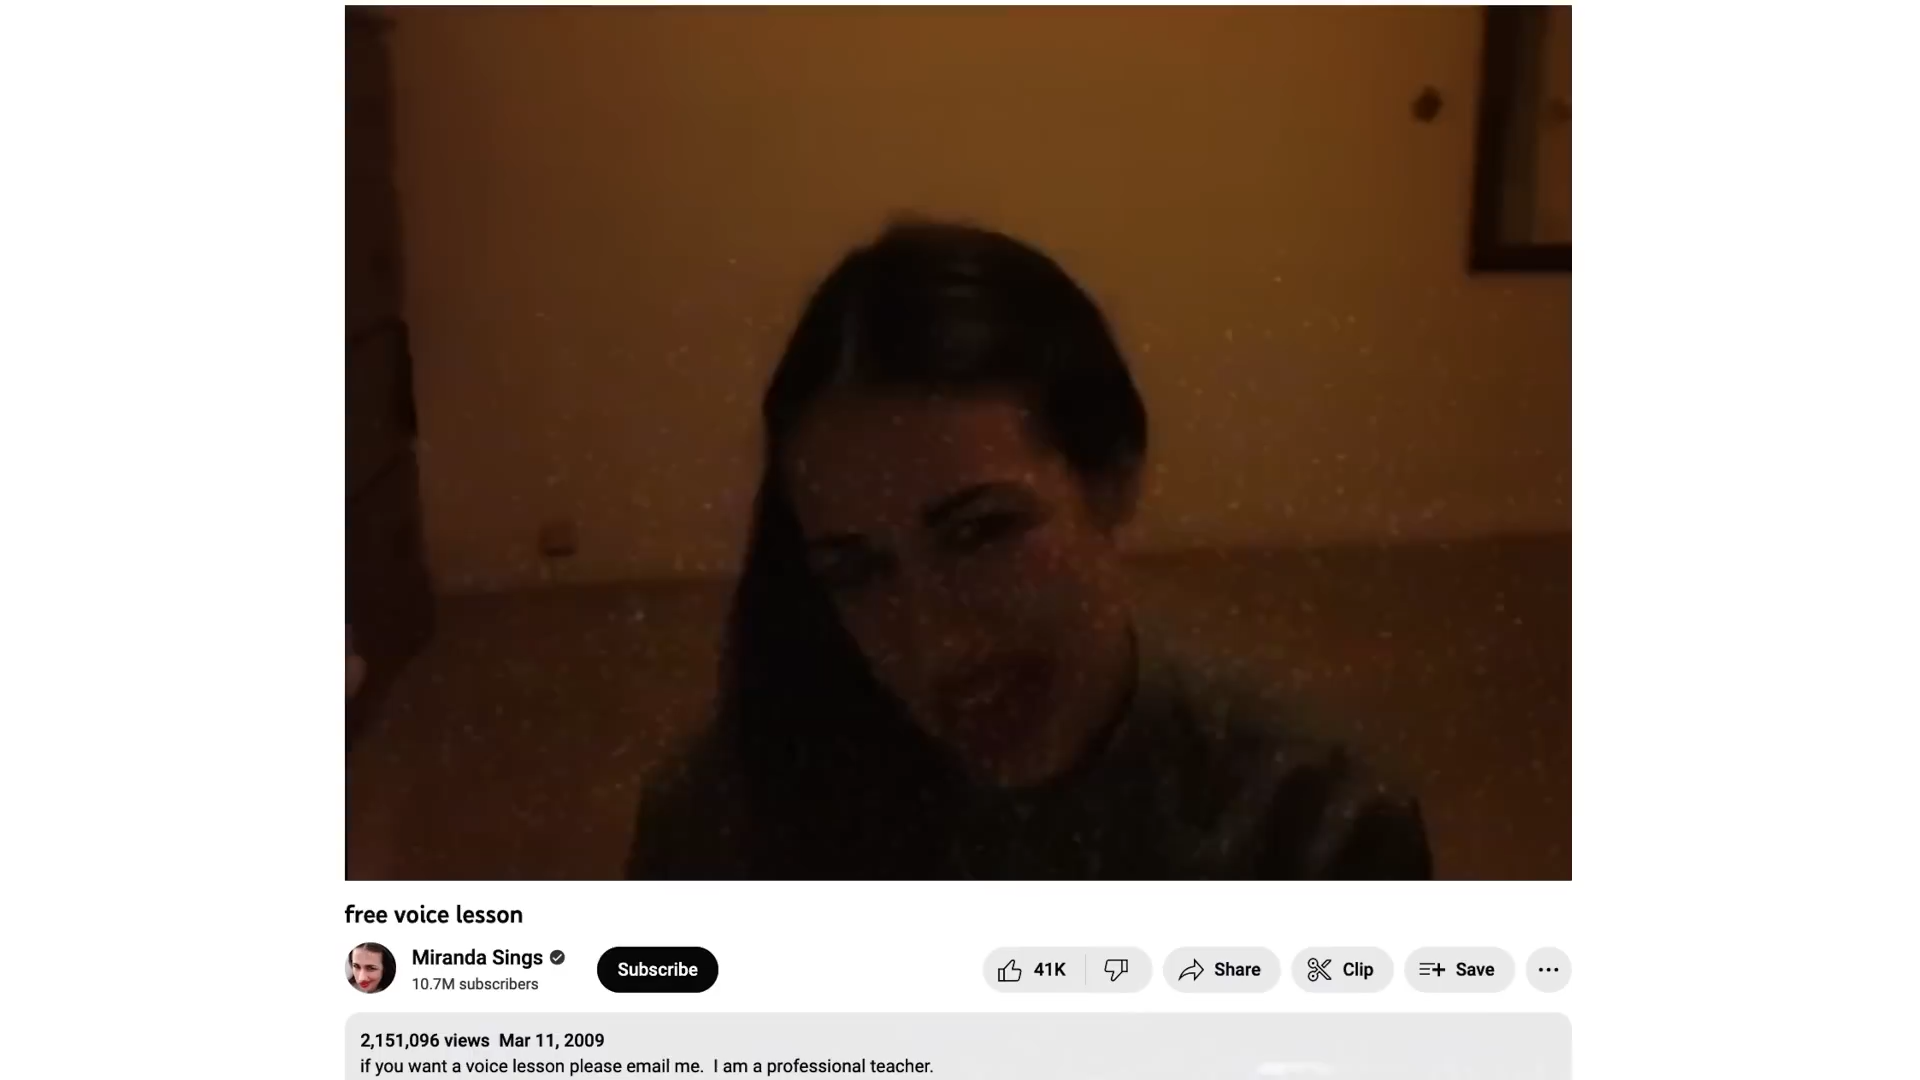 free voice lesson
Miranda Sings
10.7M subscribers
Subscribe
41K
Share
Clip
Save
2,151,096 views  Mar 11, 2009
if you want a voice lesson please email me.  I am a professional teacher.